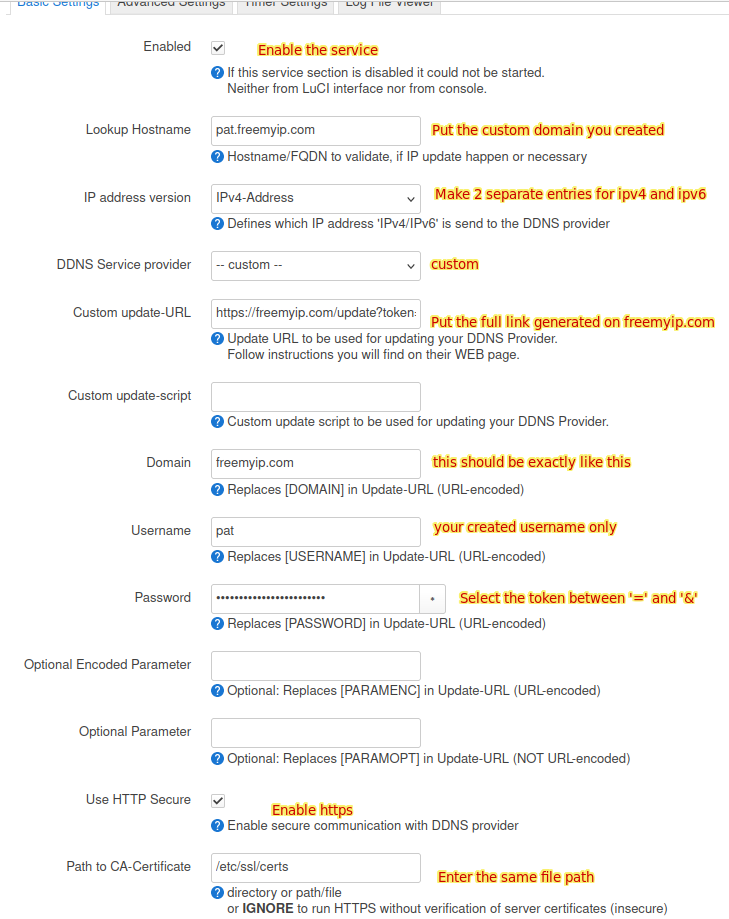 Basic Settings Advanced Settings Timer Settings Log File Viewer
Enabled Enable the service
If this service section is disabled it could not be started.
Neither from LuCI interface nor from console.
Lookup Hostname pat.freemyip.com Put the custom domain you created
Hostname/FQDN to validate, if IP update happen or necessary
IP address version IPv4-Address Make 2 separate entries for ipv4 and ipv6
Defines which IP address 'IPv4/IPv6' is send to the DDNS provider
DDNS Service provider -- custom -- custom
Custom update-URL https://freemyip.com/update?token= Put the full link generated on freemyip.com
Update URL to be used for updating your DDNS Provider.
Follow instructions you will find on their WEB page.
Custom update-script
Custom update script to be used for updating your DDNS Provider.
Domain freemyip.com this should be exactly like this
Replaces [DOMAIN] in Update-URL (URL-encoded)
Username pat your created username only
Replaces [USERNAME] in Update-URL (URL-encoded)
Password •••••••••••••••••••••••• * Select the token between '=' and '&'
Replaces [PASSWORD] in Update-URL (URL-encoded)
Optional Encoded Parameter
Optional: Replaces [PARAMENC] in Update-URL (URL-encoded)
Optional Parameter
Optional: Replaces [PARAMOPT] in Update-URL (NOT URL-encoded)
Use HTTP Secure Enable https
Enable secure communication with DDNS provider
Path to CA-Certificate /etc/ssl/certs Enter the same file path
directory or path/file
or IGNORE to run HTTPS without verification of server certificates (insecure)